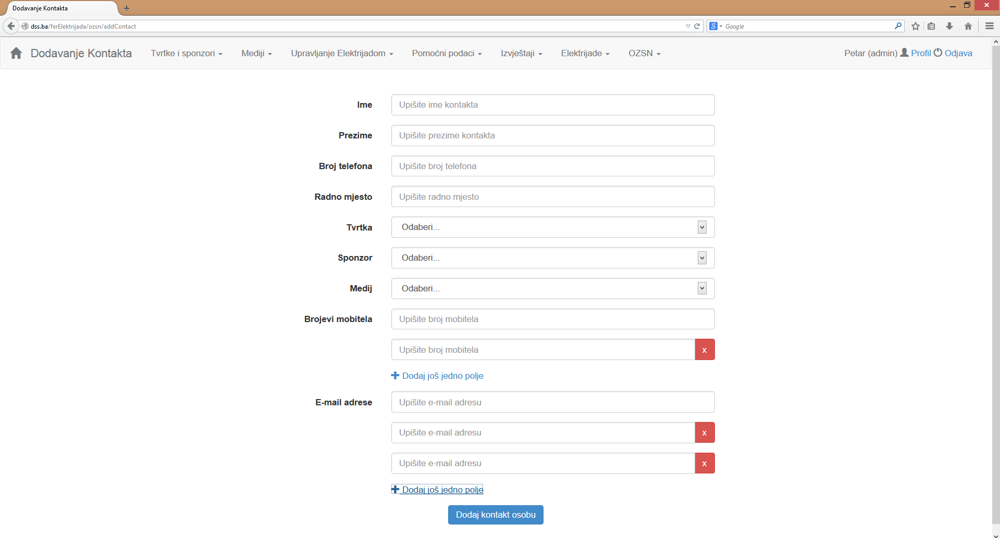 Dodavanje Kontakta
dss.ba/ferElektrijada/ozsn/addContact
Google
Dodavanje Kontakta Tvrtke i sponzori Mediji Upravljanje Elektrijadom Pomoćni podaci Izvještaji Elektrijade OZSN Petar (admin) Profil Odjava
Ime Upišite ime kontakta
Prezime Upišite prezime kontakta
Broj telefona Upišite broj telefona
Radno mjesto Upišite radno mjesto
Tvrtka Odaberi...
Sponzor Odaberi...
Medij Odaberi...
Brojevi mobitela Upišite broj mobitela
Upišite broj mobitela x
Dodaj još jedno polje
E-mail adrese Upišite e-mail adresu
Upišite e-mail adresu x
Upišite e-mail adresu x
Dodaj još jedno polje
Dodaj kontakt osobu